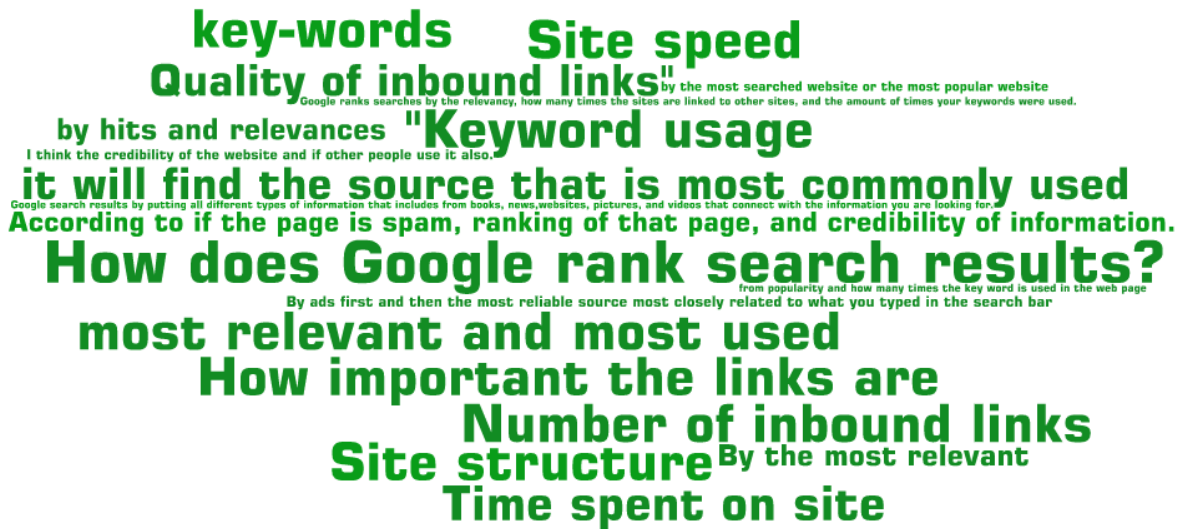 key-words
Site speed
Quality of inbound links"
by the most searched website or the most popular website
Google ranks searches by the relevancy, how many times the sites are linked to other sites, and the amount of times your keywords were used.
by hits and relevances
"Keyword usage
I think the credibility of the website and if other people use it also.
it will find the source that is most commonly used
Google search results by putting all different types of information that includes from books, news,websites, pictures, and videos that connect with the information you are looking for.
According to if the page is spam, ranking of that page, and credibility of information.
How does Google rank search results?
from popularity and how many times the key word is used in the web page
By ads first and then the most reliable source most closely related to what you typed in the search bar
most relevant and most used
How important the links are
Number of inbound links
Site structure
By the most relevant
Time spent on site